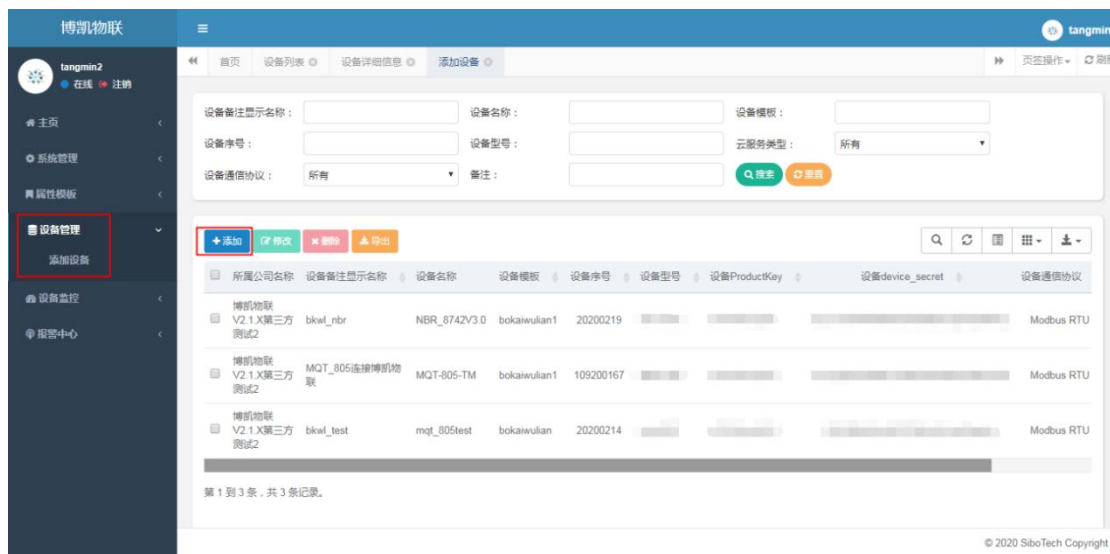 博凯物联
tangmin
tangmin2
在线 注销
首页 设备列表 设备详细信息 添加设备 页签操作
主页
系统管理
属性模板
设备管理
添加设备
设备监控
报警中心
设备备注显示名称： 设备名称： 设备模板：
设备序号： 设备型号： 云服务类型： 所有
设备通信协议： 所有 备注： 搜索 重置
添加 修改 删除 导出
所属公司名称 设备备注显示名称 设备名称 设备模板 设备序号 设备型号 设备ProductKey 设备device_secret 设备通信协议
博凯物联
V2.1.X第三方
测试2
bkwl_nbr NBR_8742V3.0 bokaiwulian1 20200219 Modbus RTU
博凯物联
V2.1.X第三方
测试2
MQT_805连接博凯物
联
MQT-805-TM bokaiwulian1 109200167 Modbus RTU
博凯物联
V2.1.X第三方
测试2
bkwl_test mqt_805test bokaiwulian 20200214 Modbus RTU
第 1 到 3 条，共 3 条记录。
© 2020 SiboTech Copyright